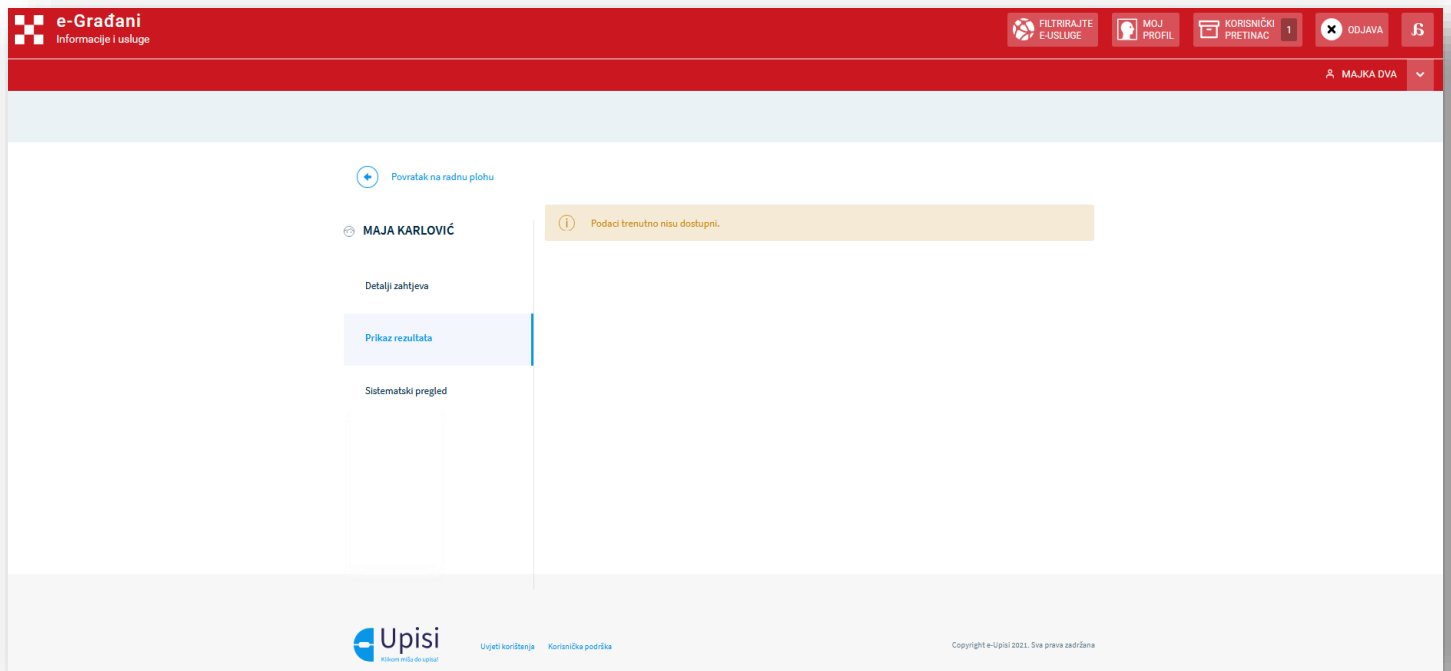 e-Građani
Informacije i usluge
FILTRIRAJTE
E-USLUGE
MOJ
PROFIL
KORISNIČKI
PRETINAC
1
ODJAVA
MAJKA DVA
Povratak na radnu plohu
MAJA KARLOVIĆ
Podaci trenutno nisu dostupni.
Detalji zahtjeva
Prikaz rezultata
Sistematski pregled
Upisi
Klikom miša do upisa!
Uvjeti korištenja
Korisnička podrška
Copyright e-Upisi 2021. Sva prava zadržana